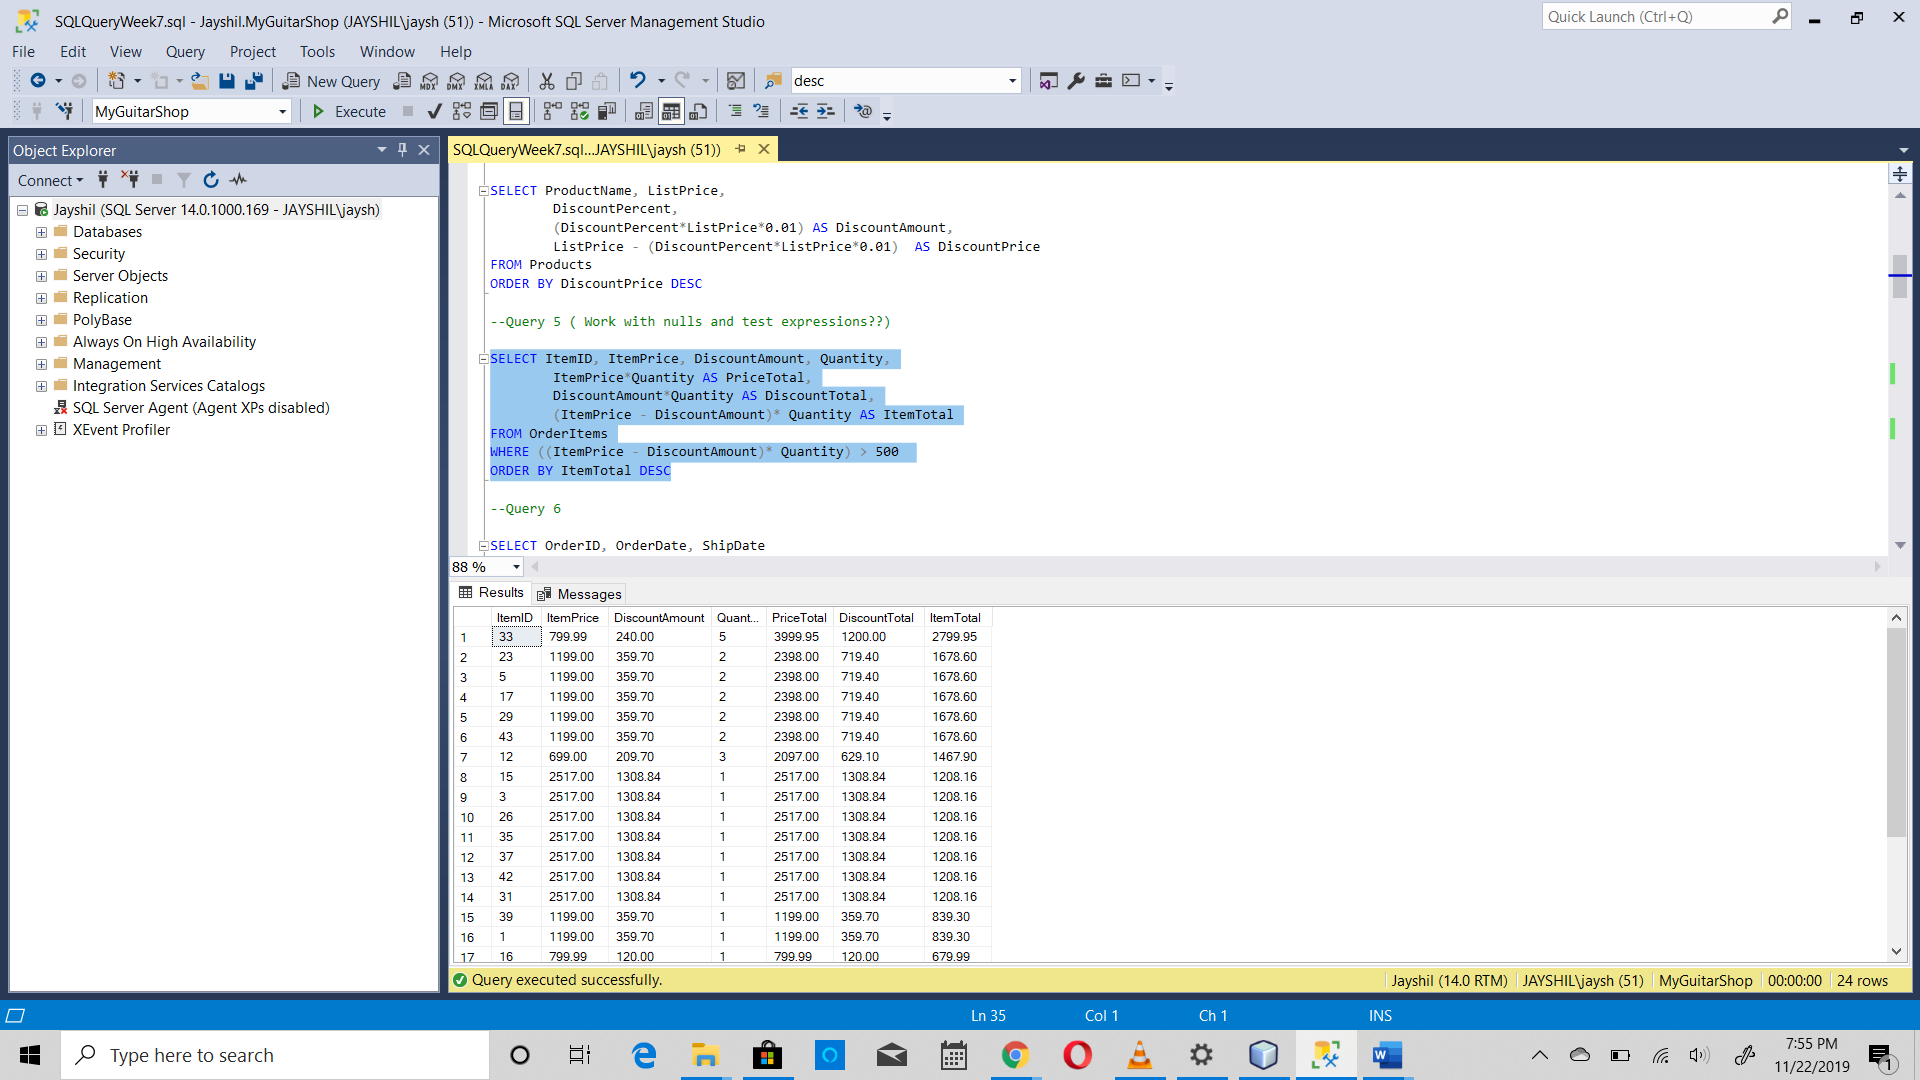 SQLQueryWeek7.sql - Jayshil.MyGuitarShop (JAYSHIL\jaysh (51)) - Microsoft SQL Server Management Studio
Quick Launch (Ctrl+Q)
File Edit View Query Project Tools Window Help
New Query MDX DMX XMLA DAX desc
MyGuitarShop Execute
Object Explorer
Connect
Jayshil (SQL Server 14.0.1000.169 - JAYSHIL\jaysh)
Databases
Security
Server Objects
Replication
PolyBase
Always On High Availability
Management
Integration Services Catalogs
SQL Server Agent (Agent XPs disabled)
XEvent Profiler
SQLQueryWeek7.sql...JAYSHIL\jaysh (51))
SELECT ProductName, ListPrice,
DiscountPercent,
(DiscountPercent*ListPrice*0.01) AS DiscountAmount,
ListPrice - (DiscountPercent*ListPrice*0.01)  AS DiscountPrice
FROM Products
ORDER BY DiscountPrice DESC
--Query 5 ( Work with nulls and test expressions??)
SELECT ItemID, ItemPrice, DiscountAmount, Quantity,
ItemPrice*Quantity AS PriceTotal,
DiscountAmount*Quantity AS DiscountTotal,
(ItemPrice - DiscountAmount)* Quantity AS ItemTotal
FROM OrderItems
WHERE ((ItemPrice - DiscountAmount)* Quantity) > 500
ORDER BY ItemTotal DESC
--Query 6
SELECT OrderID, OrderDate, ShipDate
88 %
Results Messages
ItemID ItemPrice DiscountAmount Quant... PriceTotal DiscountTotal ItemTotal
1 33 799.99 240.00 5 3999.95 1200.00 2799.95
2 23 1199.00 359.70 2 2398.00 719.40 1678.60
3 5 1199.00 359.70 2 2398.00 719.40 1678.60
4 17 1199.00 359.70 2 2398.00 719.40 1678.60
5 29 1199.00 359.70 2 2398.00 719.40 1678.60
6 43 1199.00 359.70 2 2398.00 719.40 1678.60
7 12 699.00 209.70 3 2097.00 629.10 1467.90
8 15 2517.00 1308.84 1 2517.00 1308.84 1208.16
9 3 2517.00 1308.84 1 2517.00 1308.84 1208.16
10 26 2517.00 1308.84 1 2517.00 1308.84 1208.16
11 35 2517.00 1308.84 1 2517.00 1308.84 1208.16
12 37 2517.00 1308.84 1 2517.00 1308.84 1208.16
13 42 2517.00 1308.84 1 2517.00 1308.84 1208.16
14 31 2517.00 1308.84 1 2517.00 1308.84 1208.16
15 39 1199.00 359.70 1 1199.00 359.70 839.30
16 1 1199.00 359.70 1 1199.00 359.70 839.30
17 16 799.99 120.00 1 799.99 120.00 679.99
Query executed successfully. Jayshil (14.0 RTM) JAYSHIL\jaysh (51) MyGuitarShop 00:00:00 24 rows
Ln 35 Col 1 Ch 1 INS
Type here to search
7:55 PM
11/22/2019
1